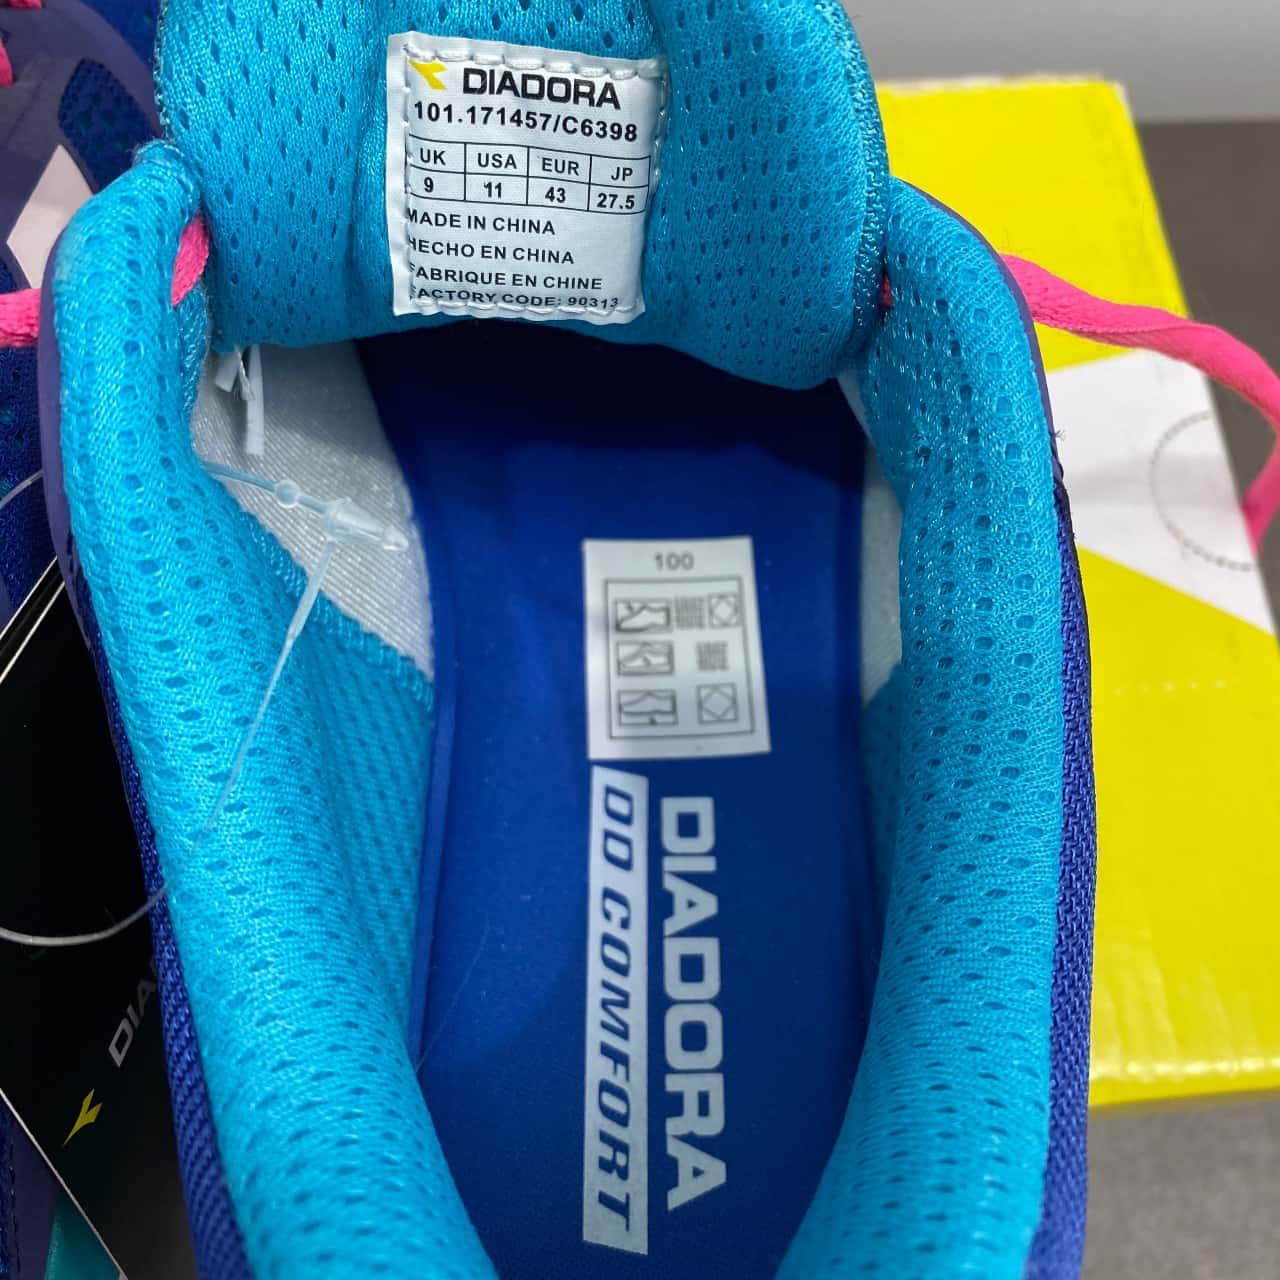 DIADORA
101.171457/C6398
UK USA EUR JP
9 11 43 27.5
MADE IN CHINA
HECHO EN CHINA
FABRIQUE EN CHINE
FACTORY CODE: 90313
100
DIADORA
DD COMFORT
DIA